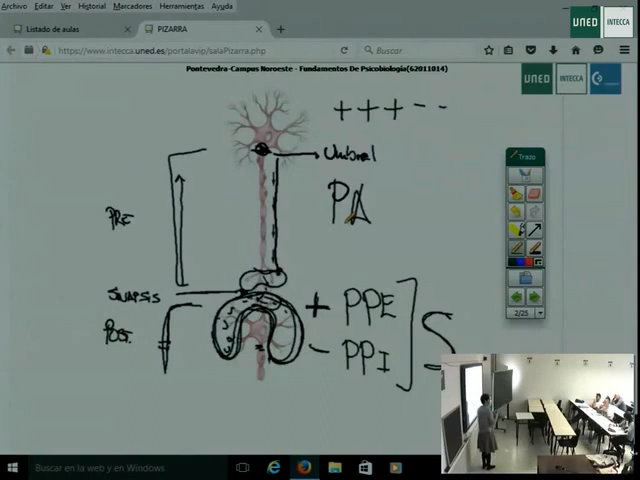 Archivo Editar Ver Historial Marcadores Herramientas Ayuda
Listado de aulas
PIZARRA
https://www.intecca.uned.es/portalavip/salaPizarra.php
Buscar
Pontevedra-Campus Noroeste - Fundamentos De Psicobiología(62011014)
UNED
INTECCA
UNED
INTECCA
+ + + - -
Umbral
PA
PRE
SINAPSIS
POST.
+ PPE
- PPI
S
Trazo
2/25
Buscar en la web y en Windows